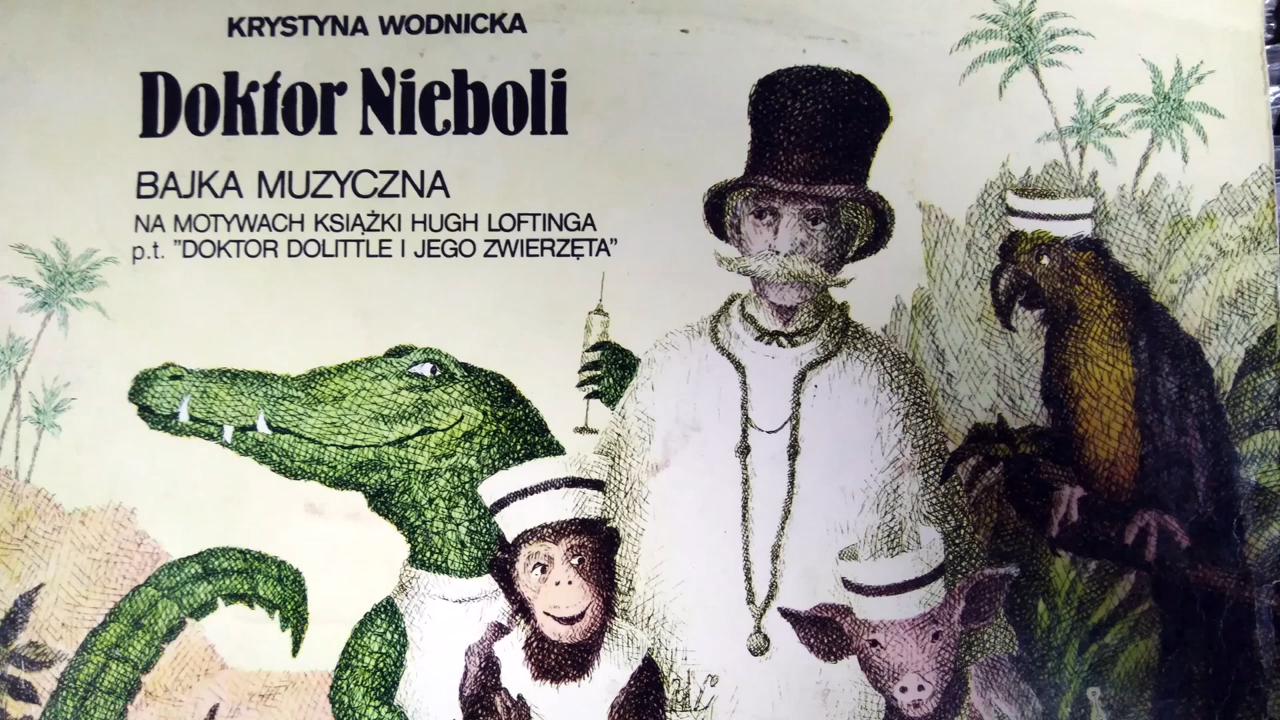 KRYSTYNA WODNICKA
Doktor Nieboli
BAJKA MUZYCZNA
NA MOTYWACH KSIĄŻKI HUGH LOFTINGA
p.t. "DOKTOR DOLITTLE I JEGO ZWIERZĘTA"